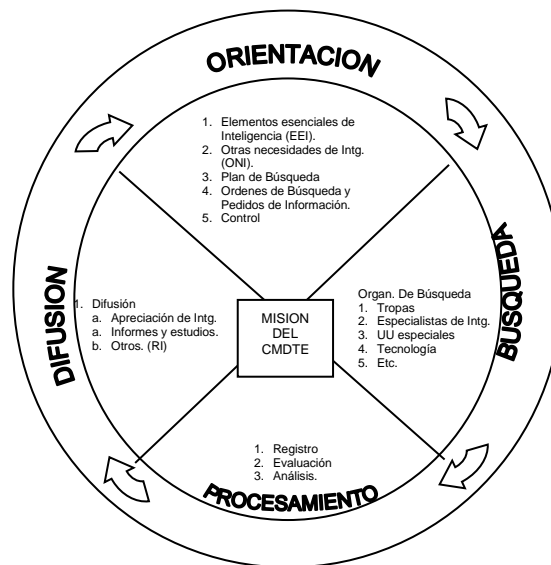 ORIENTACION
1. Elementos esenciales de
Inteligencia (EEI).
2. Otras necesidades de Intg.
(ONI).
3. Plan de Búsqueda
4. Ordenes de Búsqueda y
Pedidos de Información.
5. Control
BUSQUEDA
Organ. De Búsqueda
1. Tropas
2. Especialistas de Intg.
3. UU especiales
4. Tecnología
5. Etc.
MISION
DEL
CMDTE
DIFUSION
1. Difusión
a. Apreciación de Intg.
a. Informes y estudios.
b. Otros. (RI)
1. Registro
2. Evaluación
3. Análisis.
PROCESAMIENTO